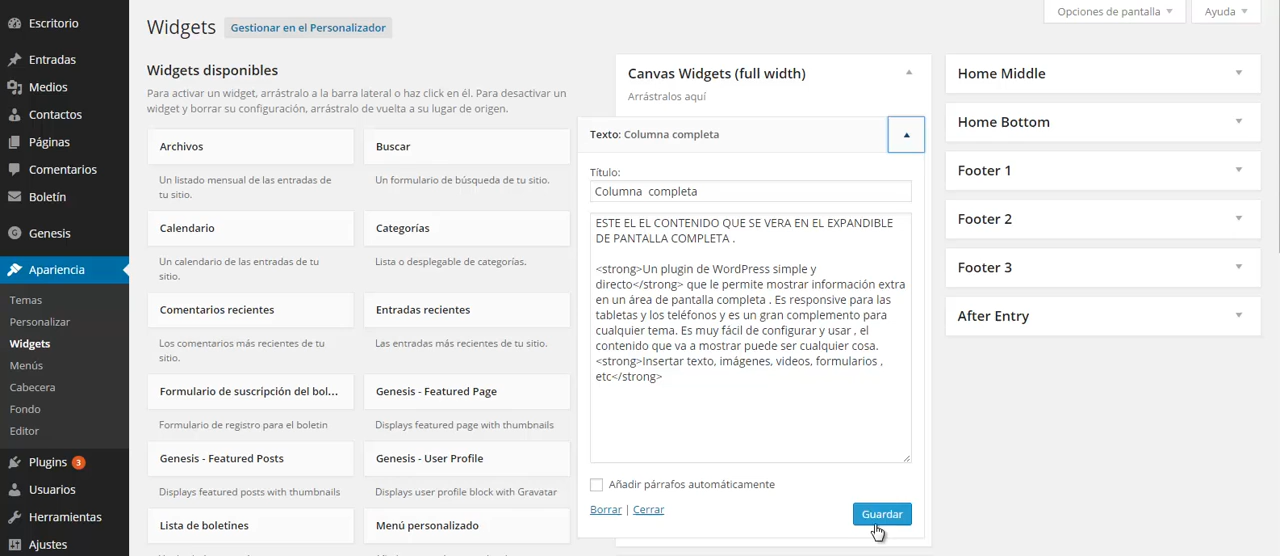 Escritorio
Entradas
Medios
Contactos
Páginas
Comentarios
Boletín
Genesis
Apariencia
Temas
Personalizar
Widgets
Menús
Cabecera
Fondo
Editor
Plugins 3
Usuarios
Herramientas
Ajustes
Widgets
Gestionar en el Personalizador
Opciones de pantalla
Ayuda
Widgets disponibles
Para activar un widget, arrástralo a la barra lateral o haz click en él. Para desactivar un
widget y borrar su configuración, arrástralo de vuelta a su lugar de origen.
Archivos
Un listado mensual de las entradas de
tu sitio.
Buscar
Un formulario de búsqueda de tu sitio.
Calendario
Un calendario de las entradas de tu
sitio.
Categorías
Lista o desplegable de categorías.
Comentarios recientes
Los comentarios más recientes de tu
sitio.
Entradas recientes
Las entradas más recientes de tu sitio.
Formulario de suscripción del bol...
Formulario de registro para el boletin
Genesis - Featured Page
Displays featured page with thumbnails
Genesis - Featured Posts
Displays featured posts with thumbnails
Genesis - User Profile
Displays user profile block with Gravatar
Lista de boletines
Menú personalizado
Canvas Widgets (full width)
Arrástralos aquí
Texto: Columna completa
Título:
Columna completa
ESTE EL EL CONTENIDO QUE SE VERA EN EL EXPANDIBLE
DE PANTALLA COMPLETA .
<strong>Un plugin de WordPress simple y
directo</strong> que le permite mostrar información extra
en un área de pantalla completa . Es responsive para las
tabletas y los teléfonos y es un gran complemento para
cualquier tema. Es muy fácil de configurar y usar , el
contenido que va a mostrar puede ser cualquier cosa.
<strong>Insertar texto, imágenes, videos, formularios ,
etc</strong>
Añadir párrafos automáticamente
Borrar | Cerrar
Guardar
Home Middle
Home Bottom
Footer 1
Footer 2
Footer 3
After Entry